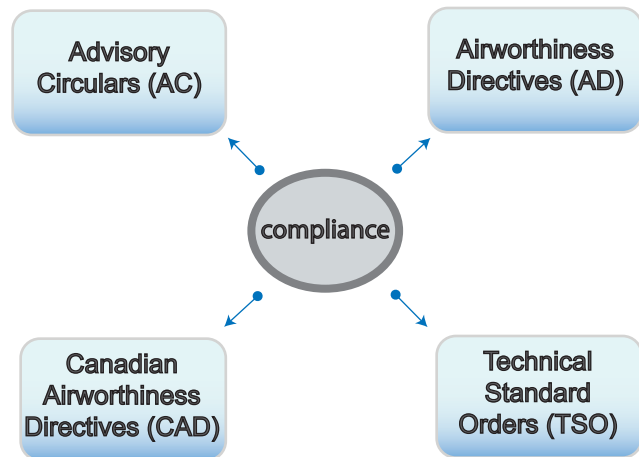 Advisory
Circulars (AC)
Airworthiness
Directives (AD)
compliance
Canadian
Airworthiness
Directives (CAD)
Technical
Standard
Orders (TSO)